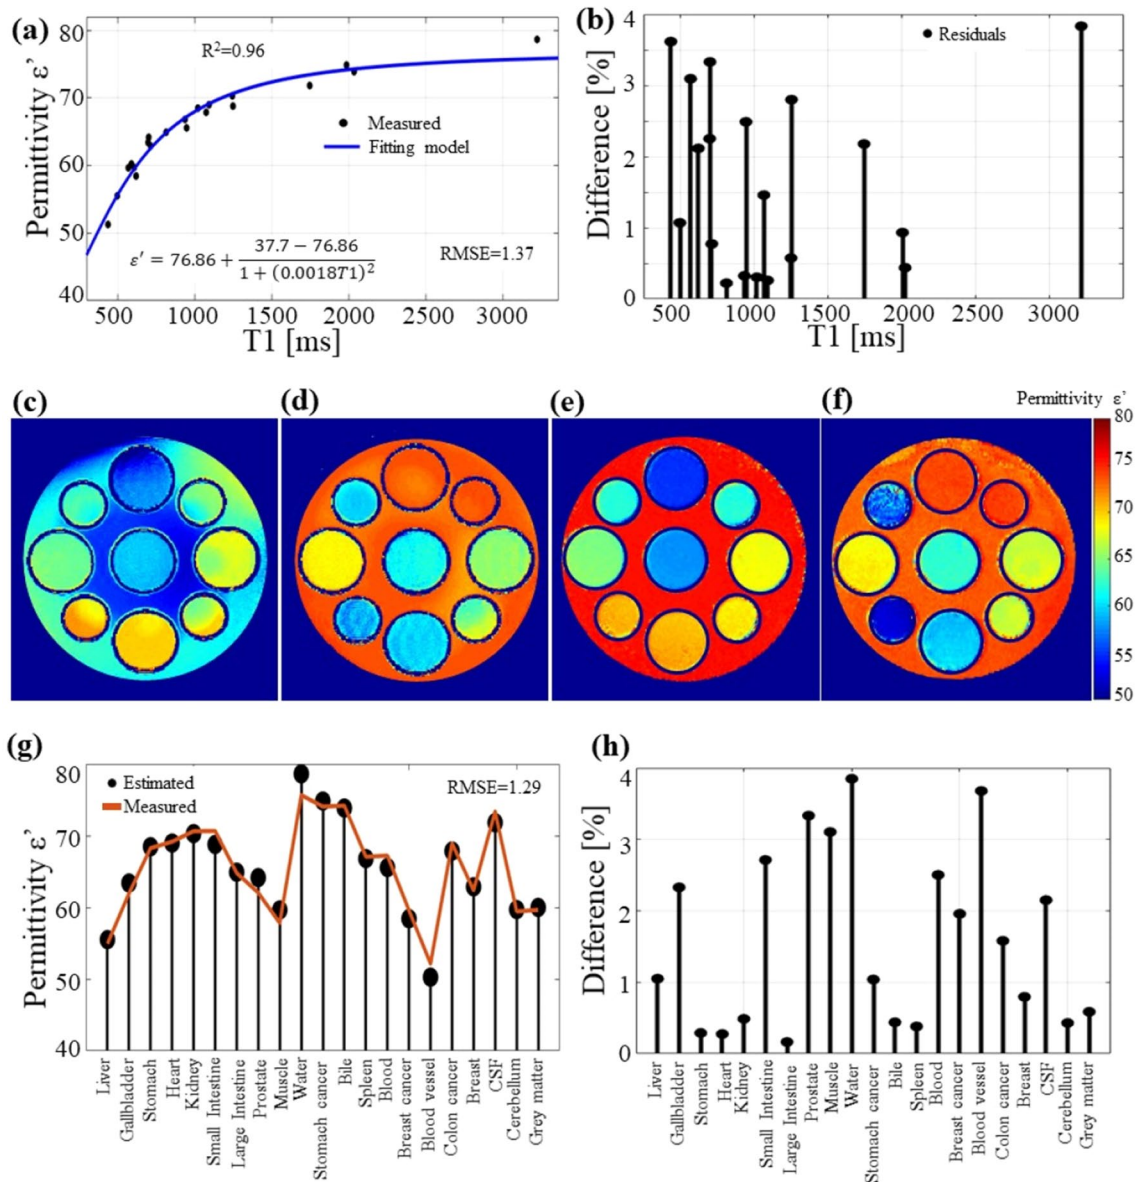 (a)
80
70
60
50
40
Permittivity ε'
R²=0.96
Measured
Fitting model
ε′ = 76.86 + (37.7 − 76.86) / (1 + (0.0018T1)²)
RMSE=1.37
500 1000 1500 2000 2500 3000
T1 [ms]
(b)
4
3
2
1
0
Difference [%]
Residuals
500 1000 1500 2000 2500 3000
T1 [ms]
(c)
(d)
(e)
(f)
Permittivity ε'
80
75
70
65
60
55
50
(g)
80
70
60
50
40
Permittivity ε'
Estimated
Measured
RMSE=1.29
Liver
Gallbladder
Stomach
Heart
Kidney
Small Intestine
Large Intestine
Prostate
Muscle
Water
Stomach cancer
Bile
Spleen
Blood
Breast cancer
Blood vessel
Colon cancer
Breast
CSF
Cerebellum
Grey matter
(h)
4
3
2
1
0
Difference [%]
Liver
Gallbladder
Stomach
Heart
Kidney
Small Intestine
Large Intestine
Prostate
Muscle
Water
Stomach cancer
Bile
Spleen
Blood
Breast cancer
Blood vessel
Colon cancer
Breast
CSF
Cerebellum
Grey matter